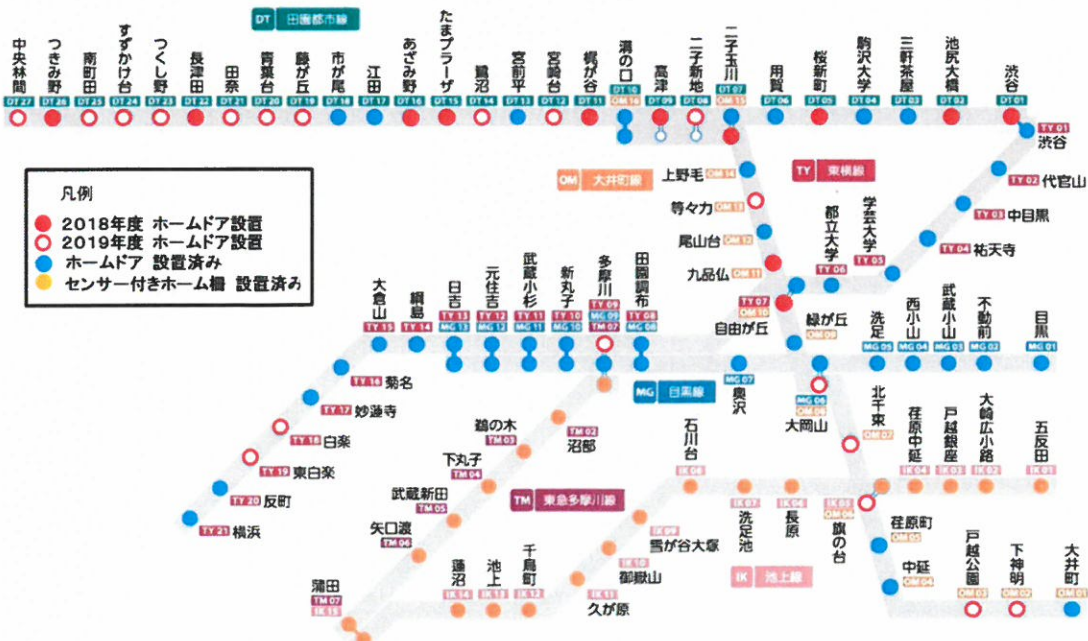 DT 田園都市線
中央林間
DT 27
つきみ野
DT 26
南町田
DT 25
すずかけ台
DT 24
つくし野
DT 23
長津田
DT 22
田奈
DT 21
青葉台
DT 20
藤が丘
DT 19
市が尾
DT 18
江田
DT 17
あざみ野
DT 16
たまプラーザ
DT 15
鷺沼
DT 14
宮前平
DT 13
宮崎台
DT 12
梶が谷
DT 11
溝の口
DT 10
OM 16
高津
DT 09
二子新地
DT 08
二子玉川
DT 07
OM 15
用賀
DT 06
桜新町
DT 05
駒沢大学
DT 04
三軒茶屋
DT 03
池尻大橋
DT 02
渋谷
DT 01
TY 01
渋谷
TY 02 代官山
TY 03 中目黒
TY 04 祐天寺
学芸大学
TY 05
都立大学
TY 06
TY 東横線
OM 大井町線
上野毛 OM 14
等々力 OM 13
尾山台 OM 12
九品仏 OM 11
TY 07
OM 10
自由が丘
緑が丘
OM 09
凡例
2018年度 ホームドア設置
2019年度 ホームドア設置
ホームドア 設置済み
センサー付きホーム柵 設置済み
大倉山
TY 15
綱島
TY 14
日吉
TY 13
MG 13
元住吉
TY 12
MG 12
武蔵小杉
TY 11
MG 11
新丸子
TY 10
MG 10
多摩川
TY 09
MG 09
TM 07
田園調布
TY 08
MG 08
TY 16 菊名
TY 17 妙蓮寺
TY 18 白楽
TY 19 東白楽
TY 20 反町
TY 21 横浜
MG 目黒線
MG 07
奥沢
MG 06
OM 08
大岡山
洗足
MG 05
西小山
MG 04
武蔵小山
MG 03
不動前
MG 02
目黒
MG 01
TM 東急多摩川線
TM 02
沼部
鵜の木
TM 03
下丸子
TM 04
武蔵新田
TM 05
矢口渡
TM 06
蒲田
TM 07
IK 15
蓮沼
IK 14
池上
IK 13
千鳥町
IK 12
IK 11
久が原
IK 10
御嶽山
IK 09
雪が谷大塚
石川台
IK 08
IK 07
洗足池
IK 06
長原
IK 05
OM 06
旗の台
荏原中延
IK 04
戸越銀座
IK 03
大崎広小路
IK 02
五反田
IK 01
IK 池上線
北千束
OM 07
荏原町
OM 05
中延
OM 04
戸越公園
OM 03
下神明
OM 02
大井町
OM 01